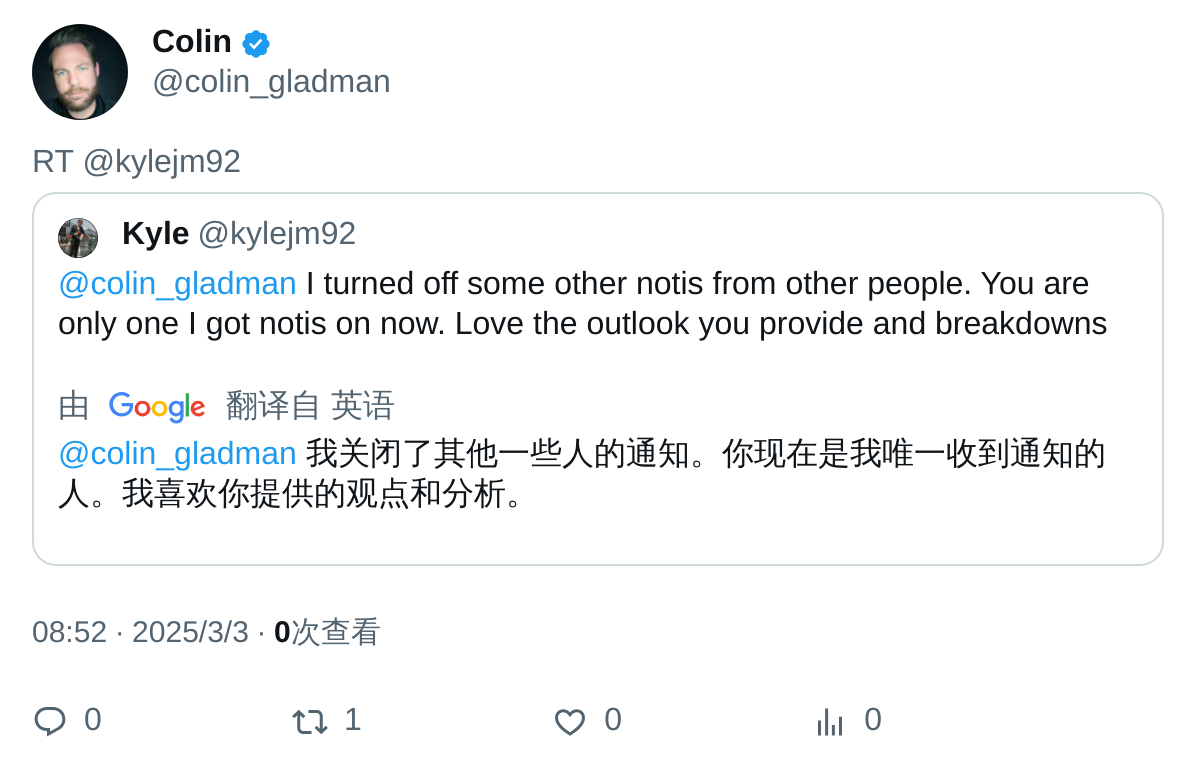 Colin
@colin_gladman
RT @kylejm92
Kyle @kylejm92
@colin_gladman I turned off some other notis from other people. You are
only one I got notis on now. Love the outlook you provide and breakdowns
由 Google 翻译自 英语
@colin_gladman 我关闭了其他一些人的通知。你现在是我唯一收到通知的
人。我喜欢你提供的观点和分析。
08:52 · 2025/3/3 · 0次查看
0 1 0 0